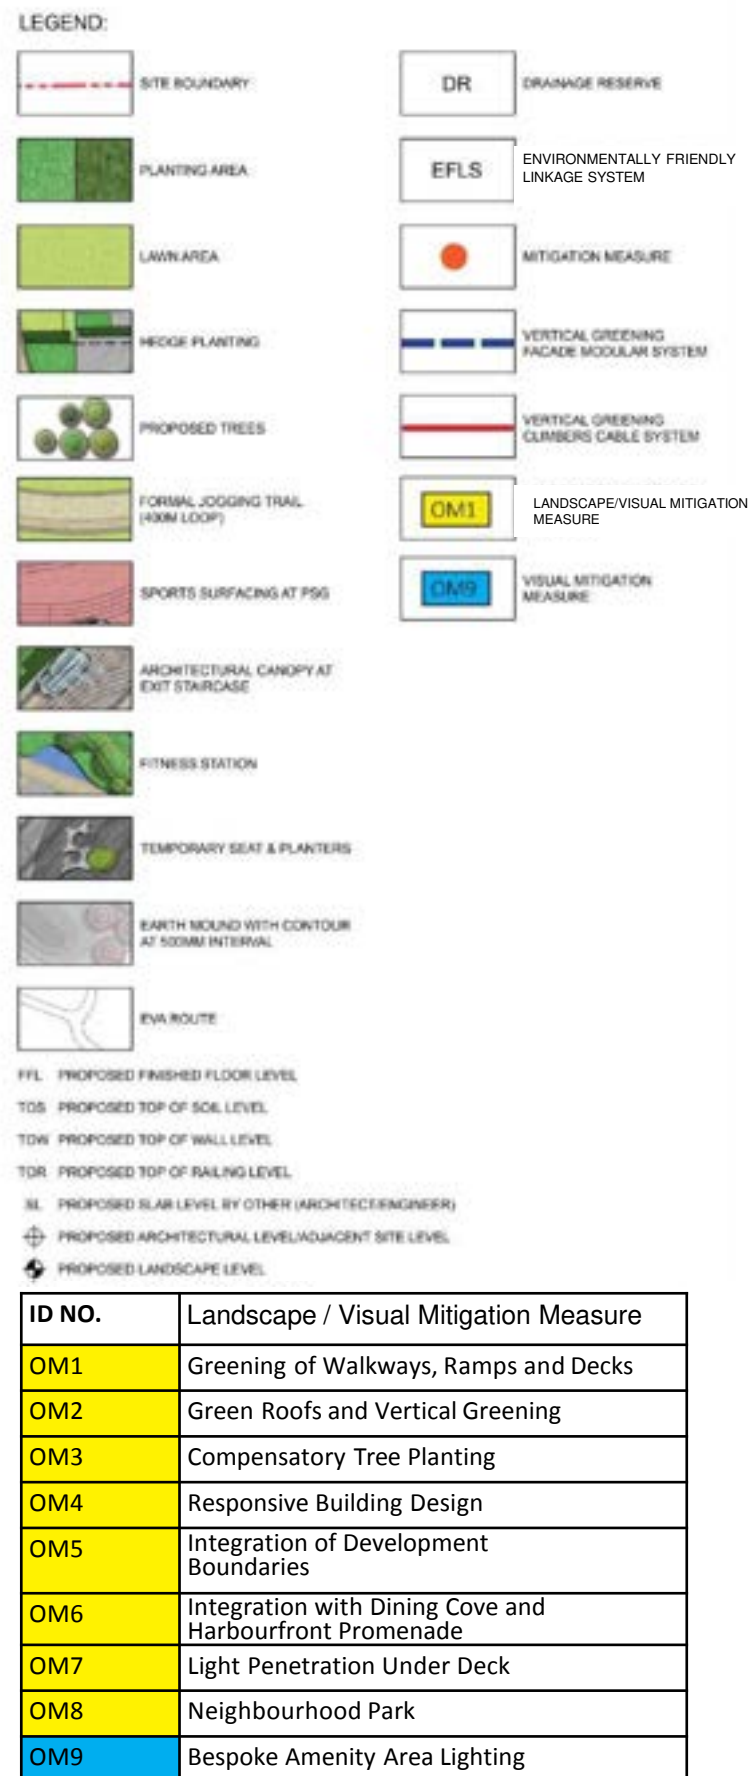 LEGEND:
SITE BOUNDARY
PLANTING AREA
LAWN AREA
HEDGE PLANTING
PROPOSED TREES
FORMAL JOGGING TRAIL
(400M LOOP)
SPORTS SURFACING AT PSG
ARCHITECTURAL CANOPY AT
EXIT STAIRCASE
FITNESS STATION
TEMPORARY SEAT & PLANTERS
EARTH MOUND WITH CONTOUR
AT 500MM INTERVAL
EVA ROUTE
DR DRAINAGE RESERVE
EFLS ENVIRONMENTALLY FRIENDLY
LINKAGE SYSTEM
MITIGATION MEASURE
VERTICAL GREENING
FACADE MODULAR SYSTEM
VERTICAL GREENING
CLIMBERS CABLE SYSTEM
OM1 LANDSCAPE/VISUAL MITIGATION
MEASURE
OM9 VISUAL MITIGATION
MEASURE
FFL PROPOSED FINISHED FLOOR LEVEL
TOS PROPOSED TOP OF SOIL LEVEL
TOW PROPOSED TOP OF WALL LEVEL
TOR PROPOSED TOP OF RAILING LEVEL
SL PROPOSED SLAB LEVEL BY OTHER (ARCHITECT/ENGINEER)
PROPOSED ARCHITECTURAL LEVEL/ADJACENT SITE LEVEL
PROPOSED LANDSCAPE LEVEL
ID NO. Landscape / Visual Mitigation Measure
OM1 Greening of Walkways, Ramps and Decks
OM2 Green Roofs and Vertical Greening
OM3 Compensatory Tree Planting
OM4 Responsive Building Design
OM5 Integration of Development
Boundaries
OM6 Integration with Dining Cove and
Harbourfront Promenade
OM7 Light Penetration Under Deck
OM8 Neighbourhood Park
OM9 Bespoke Amenity Area Lighting